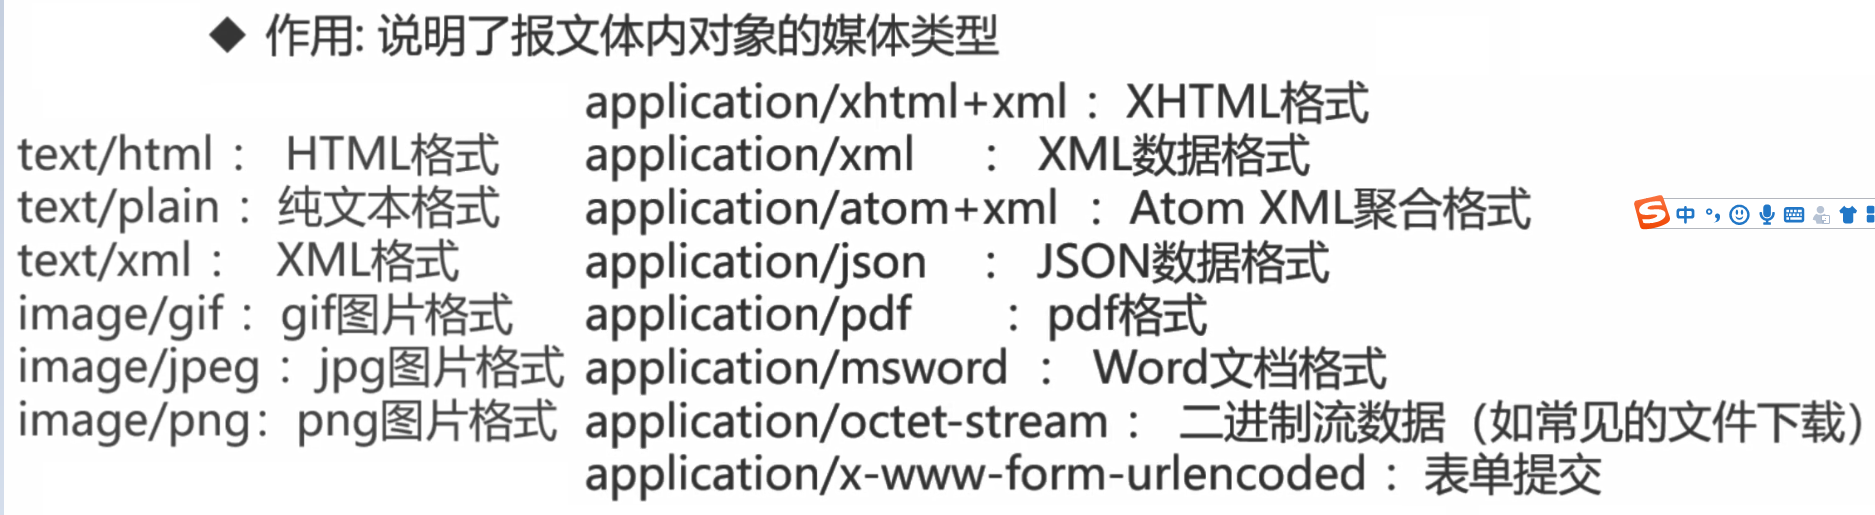 ◆ 作用: 说明了报文体内对象的媒体类型
text/html： HTML格式
text/plain：纯文本格式
text/xml： XML格式
image/gif：gif图片格式
image/jpeg：jpg图片格式
image/png：png图片格式
application/xhtml+xml：XHTML格式
application/xml ： XML数据格式
application/atom+xml ：Atom XML聚合格式
application/json ： JSON数据格式
application/pdf ：pdf格式
application/msword ： Word文档格式
application/octet-stream： 二进制流数据（如常见的文件下载）
application/x-www-form-urlencoded：表单提交
S 中